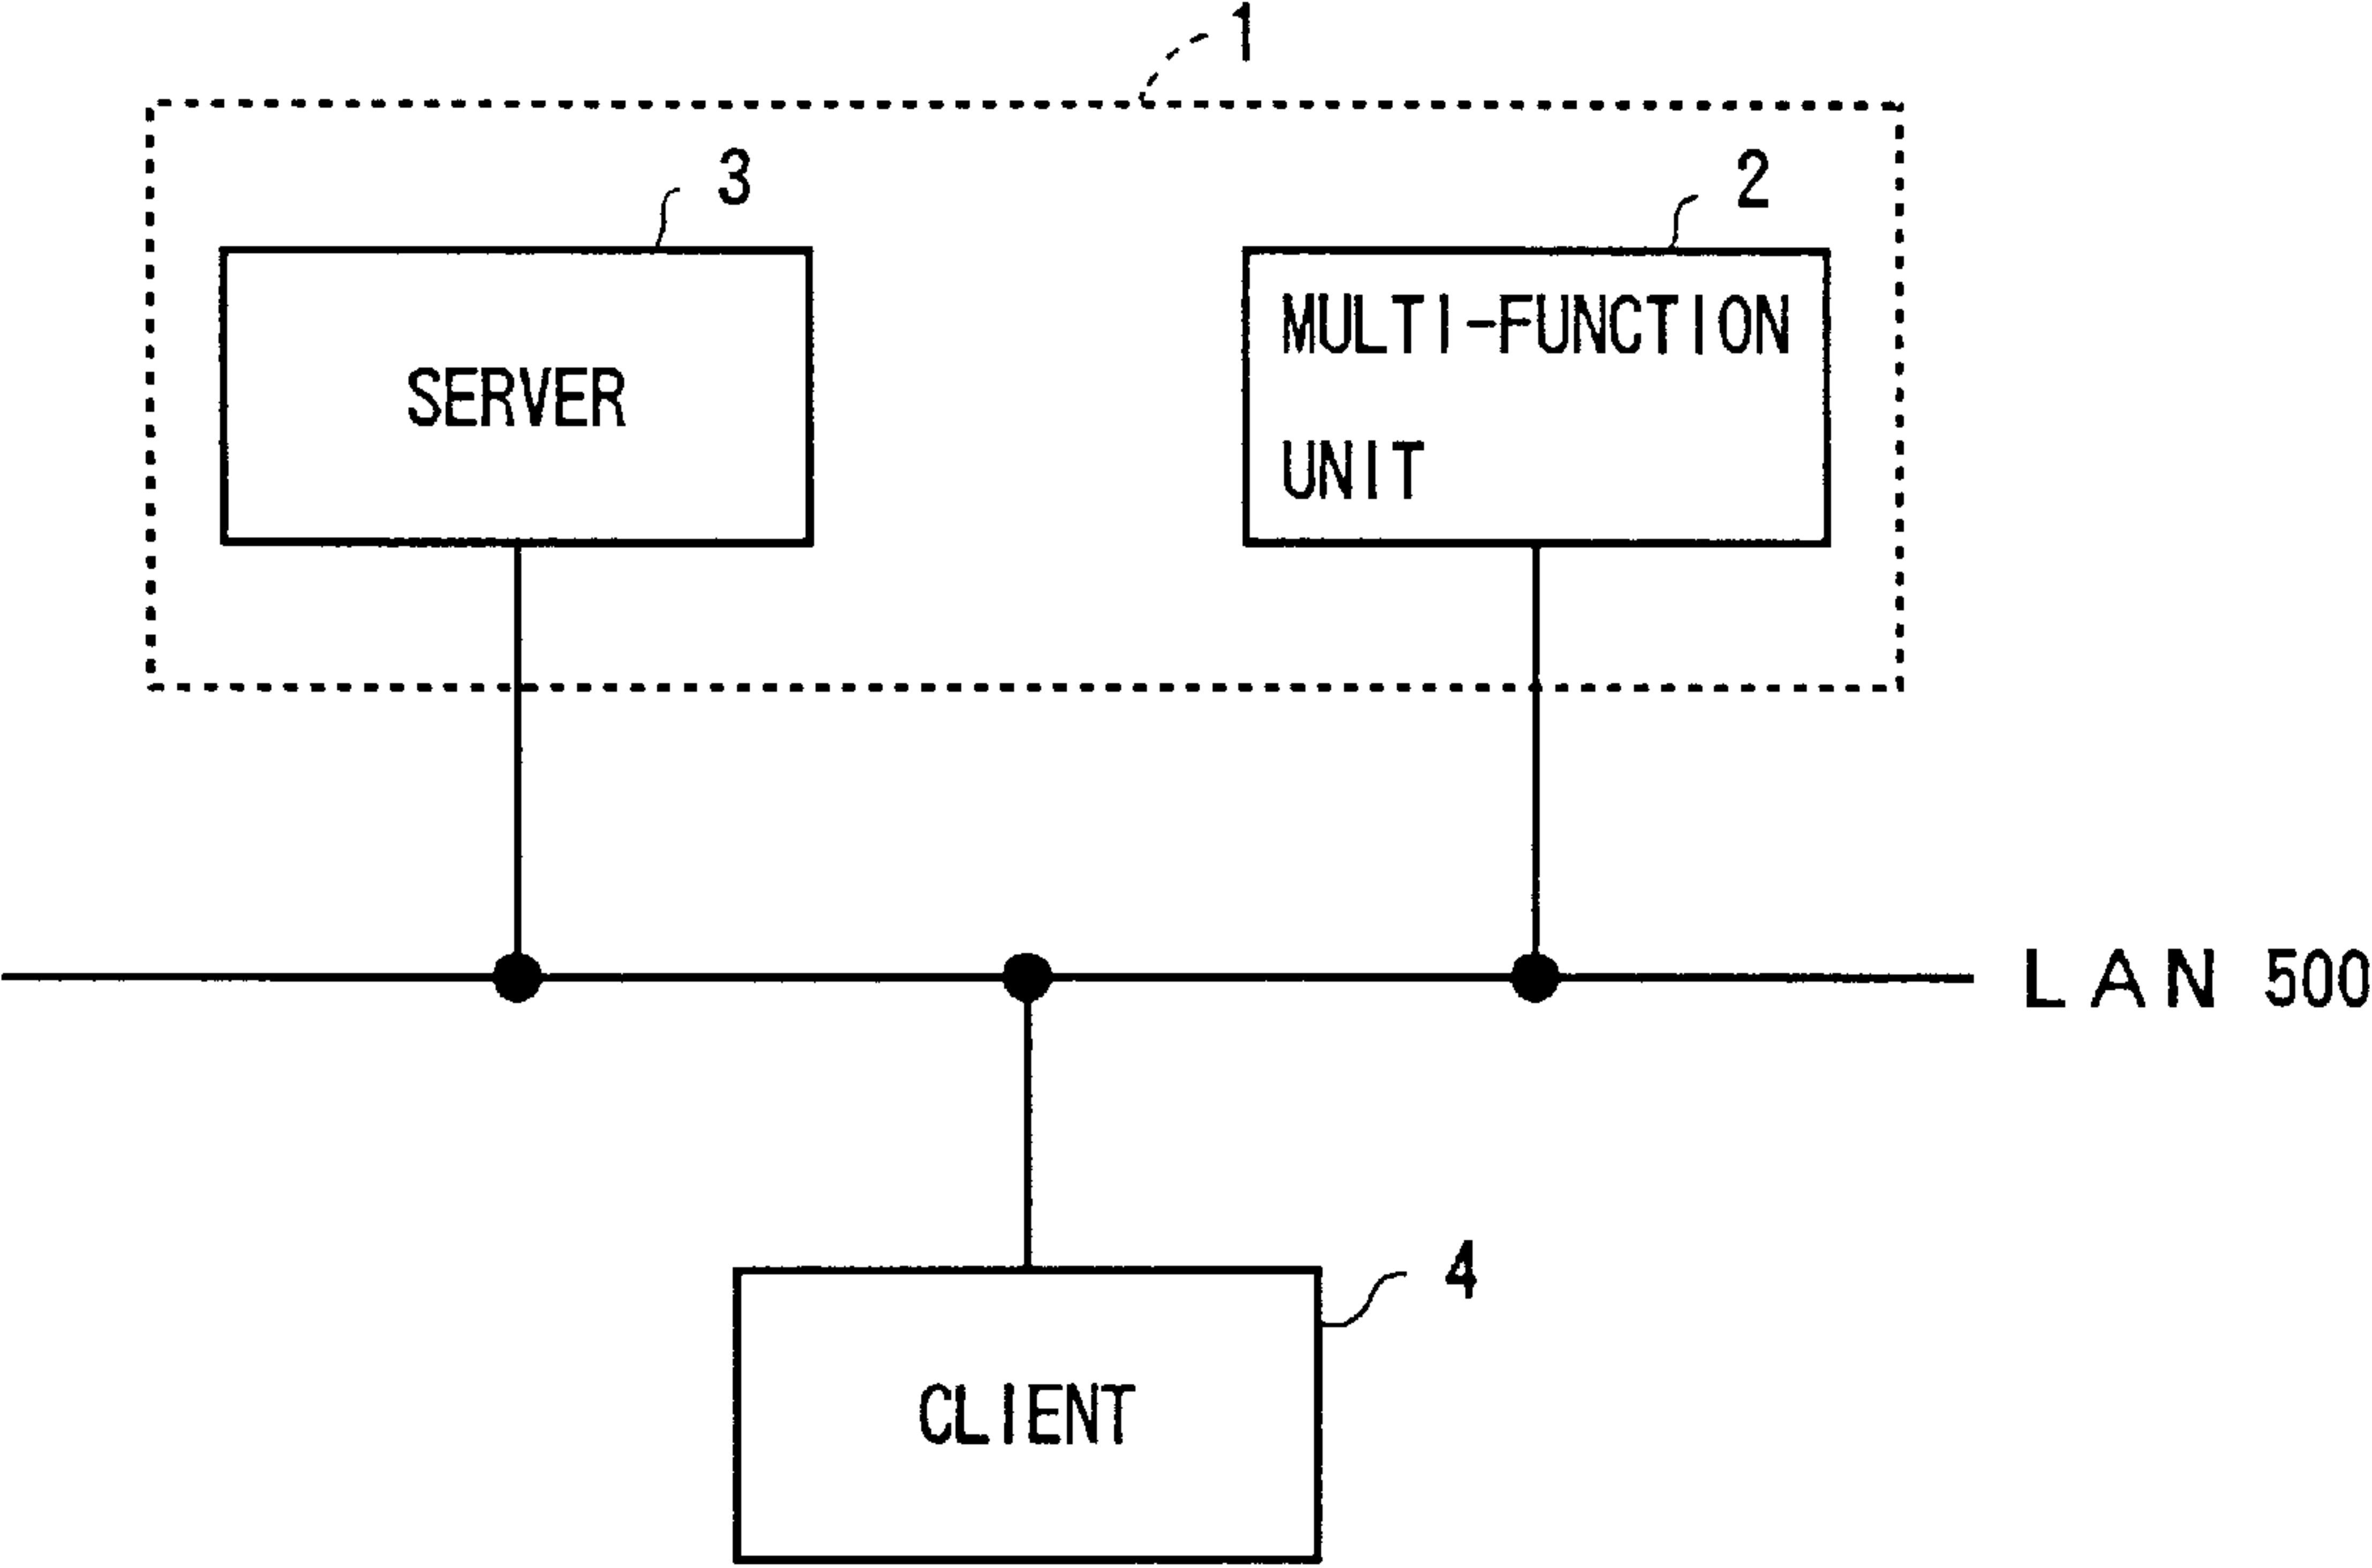 1
3
2
SERVER
MULTI-FUNCTION
UNIT
LAN 500
4
CLIENT